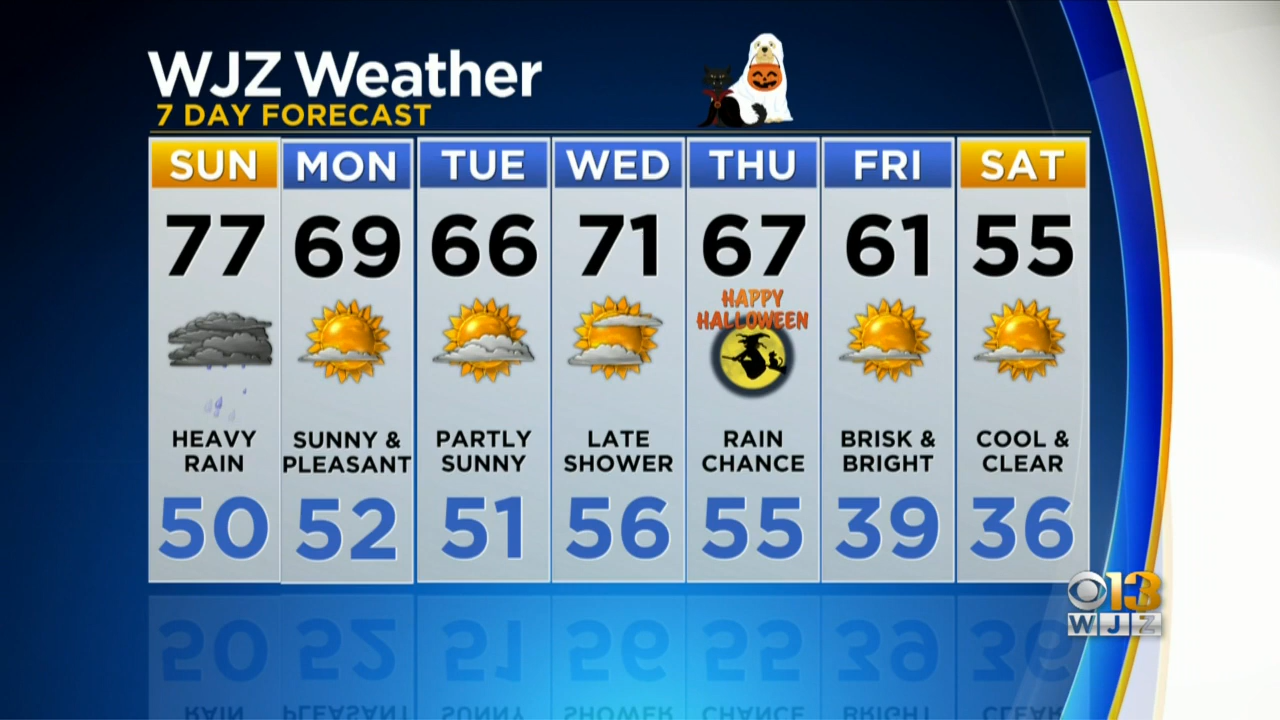 WJZ Weather
7 DAY FORECAST
SUN MON TUE WED THU FRI SAT
77 69 66 71 67 61 55
HAPPY
HALLOWEEN
HEAVY
RAIN
SUNNY &
PLEASANT
PARTLY
SUNNY
LATE
SHOWER
RAIN
CHANCE
BRISK &
BRIGHT
COOL &
CLEAR
50 52 51 56 55 39 36
13
WJZ